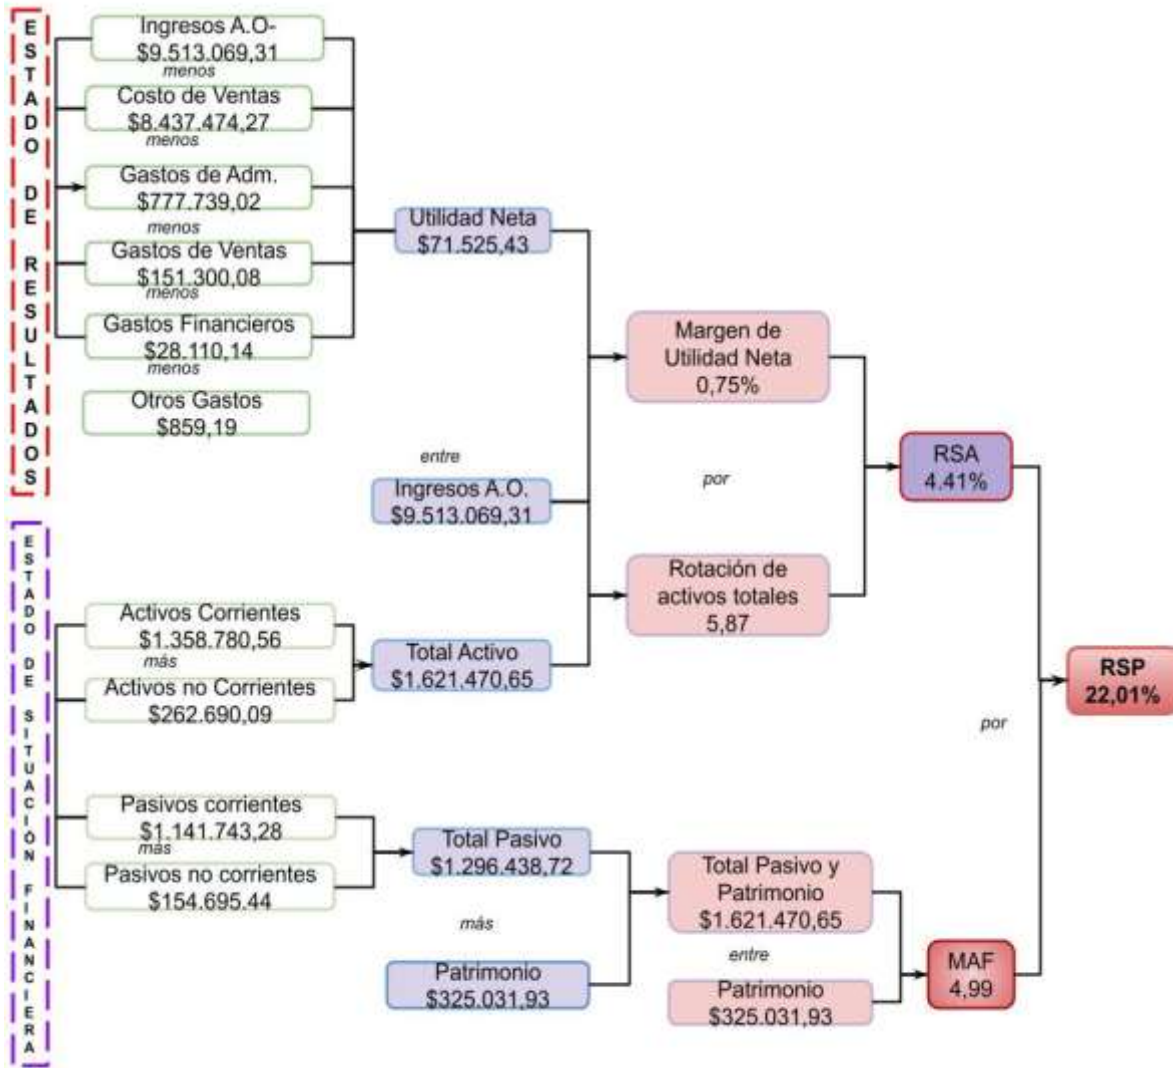 ESTADO DE RESULTADOS
Ingresos A.O-
$9.513.069,31
menos
Costo de Ventas
$8.437.474,27
menos
Gastos de Adm.
$777.739,02
menos
Gastos de Ventas
$151.300,08
menos
Gastos Financieros
$28.110,14
menos
Otros Gastos
$859,19
Utilidad Neta
$71.525,43
entre
Ingresos A.O.
$9.513.069,31
Margen de
Utilidad Neta
0,75%
por
Rotación de
activos totales
5,87
RSA
4.41%
ESTADO DE SITUACIÓN FINANCIERA
Activos Corrientes
$1.358.780,56
más
Activos no Corrientes
$262.690,09
Total Activo
$1.621.470,65
Pasivos corrientes
$1.141.743,28
más
Pasivos no corrientes
$154.695.44
Total Pasivo
$1.296.438,72
más
Patrimonio
$325.031,93
Total Pasivo y
Patrimonio
$1.621.470,65
entre
Patrimonio
$325.031,93
MAF
4,99
por
RSP
22,01%